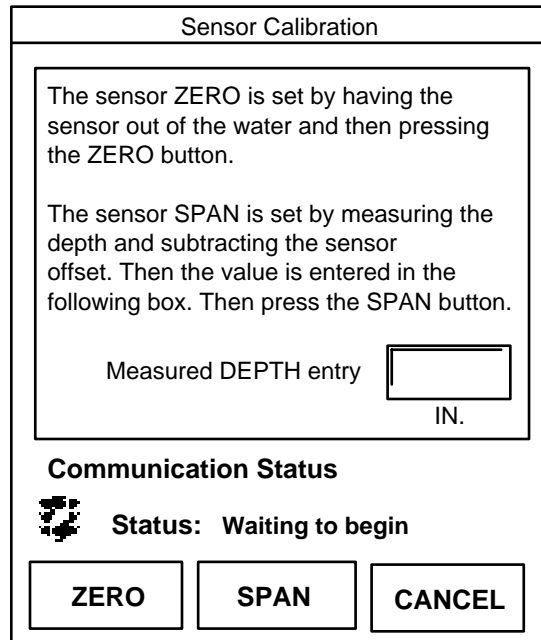 Sensor Calibration
The sensor ZERO is set by having the
sensor out of the water and then pressing
the ZERO button.
The sensor SPAN is set by measuring the
depth and subtracting the sensor
offset. Then the value is entered in the
following box. Then press the SPAN button.
Measured DEPTH entry
IN.
Communication Status
Status: Waiting to begin
ZERO SPAN CANCEL